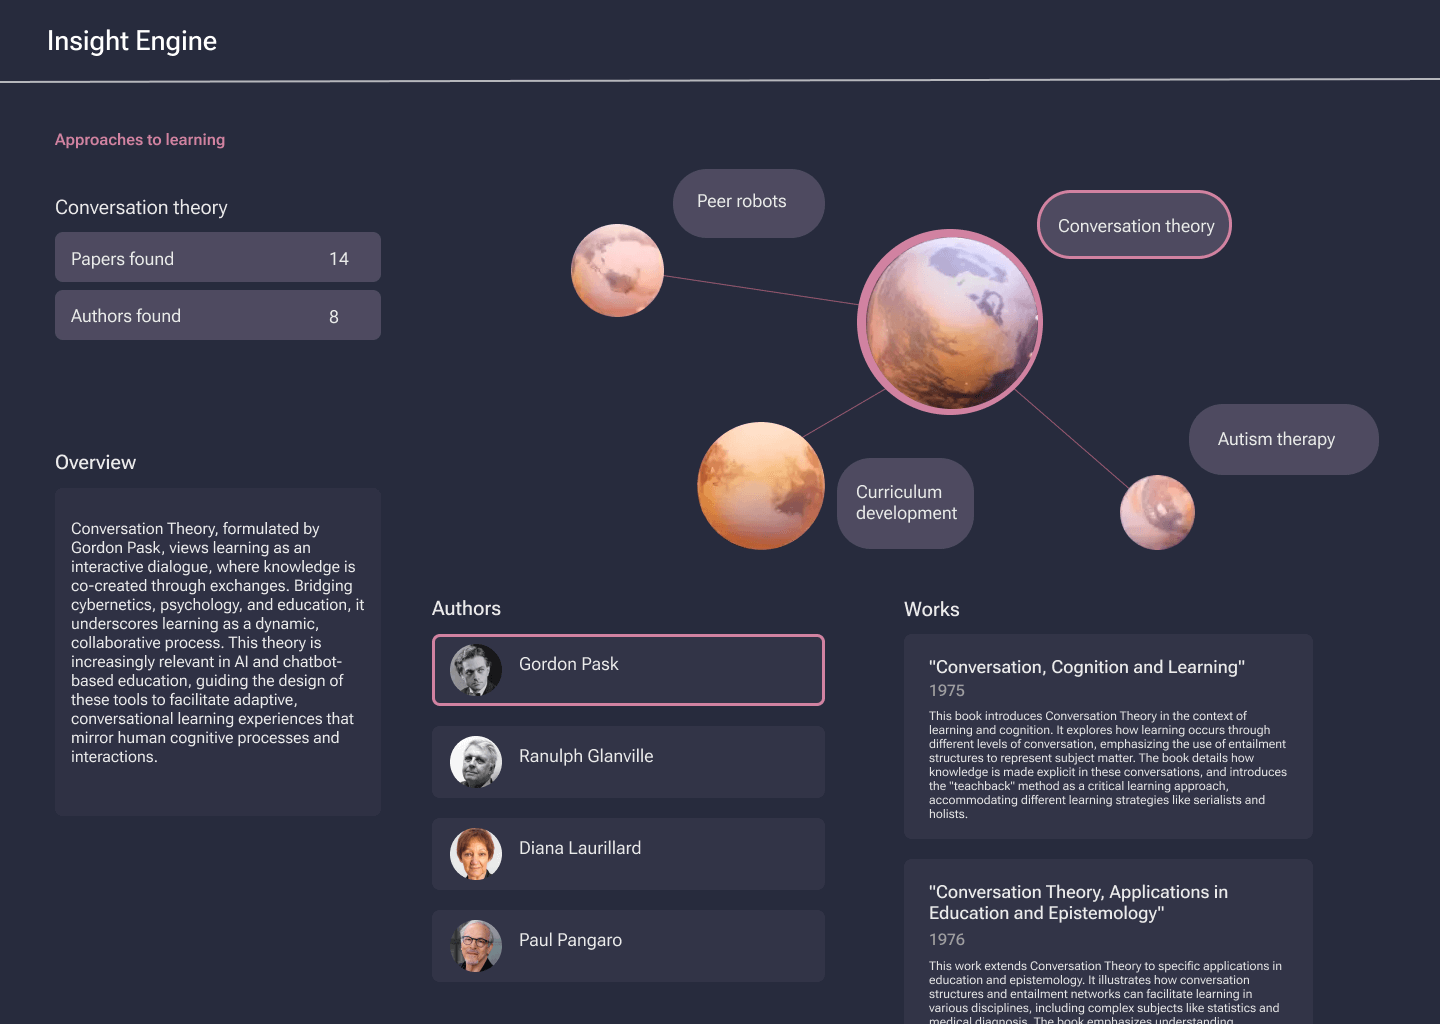 Insight Engine
Approaches to learning
Conversation theory
Papers found 14
Authors found 8
Overview
Conversation Theory, formulated by
Gordon Pask, views learning as an
interactive dialogue, where knowledge is
co-created through exchanges. Bridging
cybernetics, psychology, and education, it
underscores learning as a dynamic,
collaborative process. This theory is
increasingly relevant in AI and chatbot-
based education, guiding the design of
these tools to facilitate adaptive,
conversational learning experiences that
mirror human cognitive processes and
interactions.
Peer robots
Conversation theory
Autism therapy
Curriculum
development
Authors
Gordon Pask
Ranulph Glanville
Diana Laurillard
Paul Pangaro
Works
"Conversation, Cognition and Learning"
1975
This book introduces Conversation Theory in the context of
learning and cognition. It explores how learning occurs through
different levels of conversation, emphasizing the use of entailment
structures to represent subject matter. The book details how
knowledge is made explicit in these conversations, and introduces
the "teachback" method as a critical learning approach,
accommodating different learning strategies like serialists and
holists.
"Conversation Theory, Applications in
Education and Epistemology"
1976
This work extends Conversation Theory to specific applications in
education and epistemology. It illustrates how conversation
structures and entailment networks can facilitate learning in
various disciplines, including complex subjects like statistics and
medical diagnosis. The book emphasizes understanding